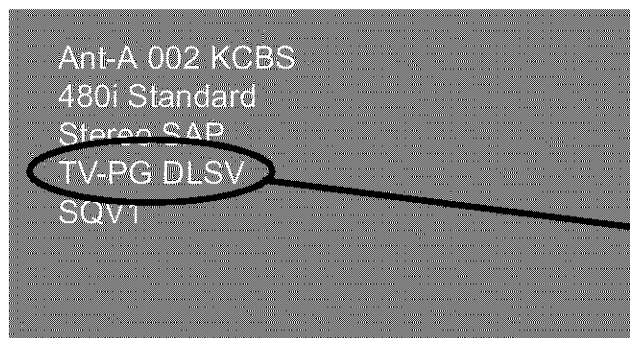 Ant-A 002 KCBS
480i Standard
Stereo SAP
TV-PG DLSV
SQV1